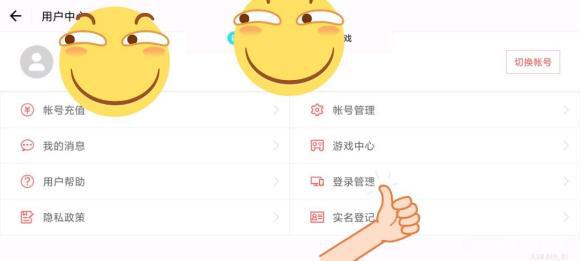 用户中心
戏
切换帐号
帐号充值
帐号管理
我的消息
游戏中心
用户帮助
登录管理
隐私政策
实名登记